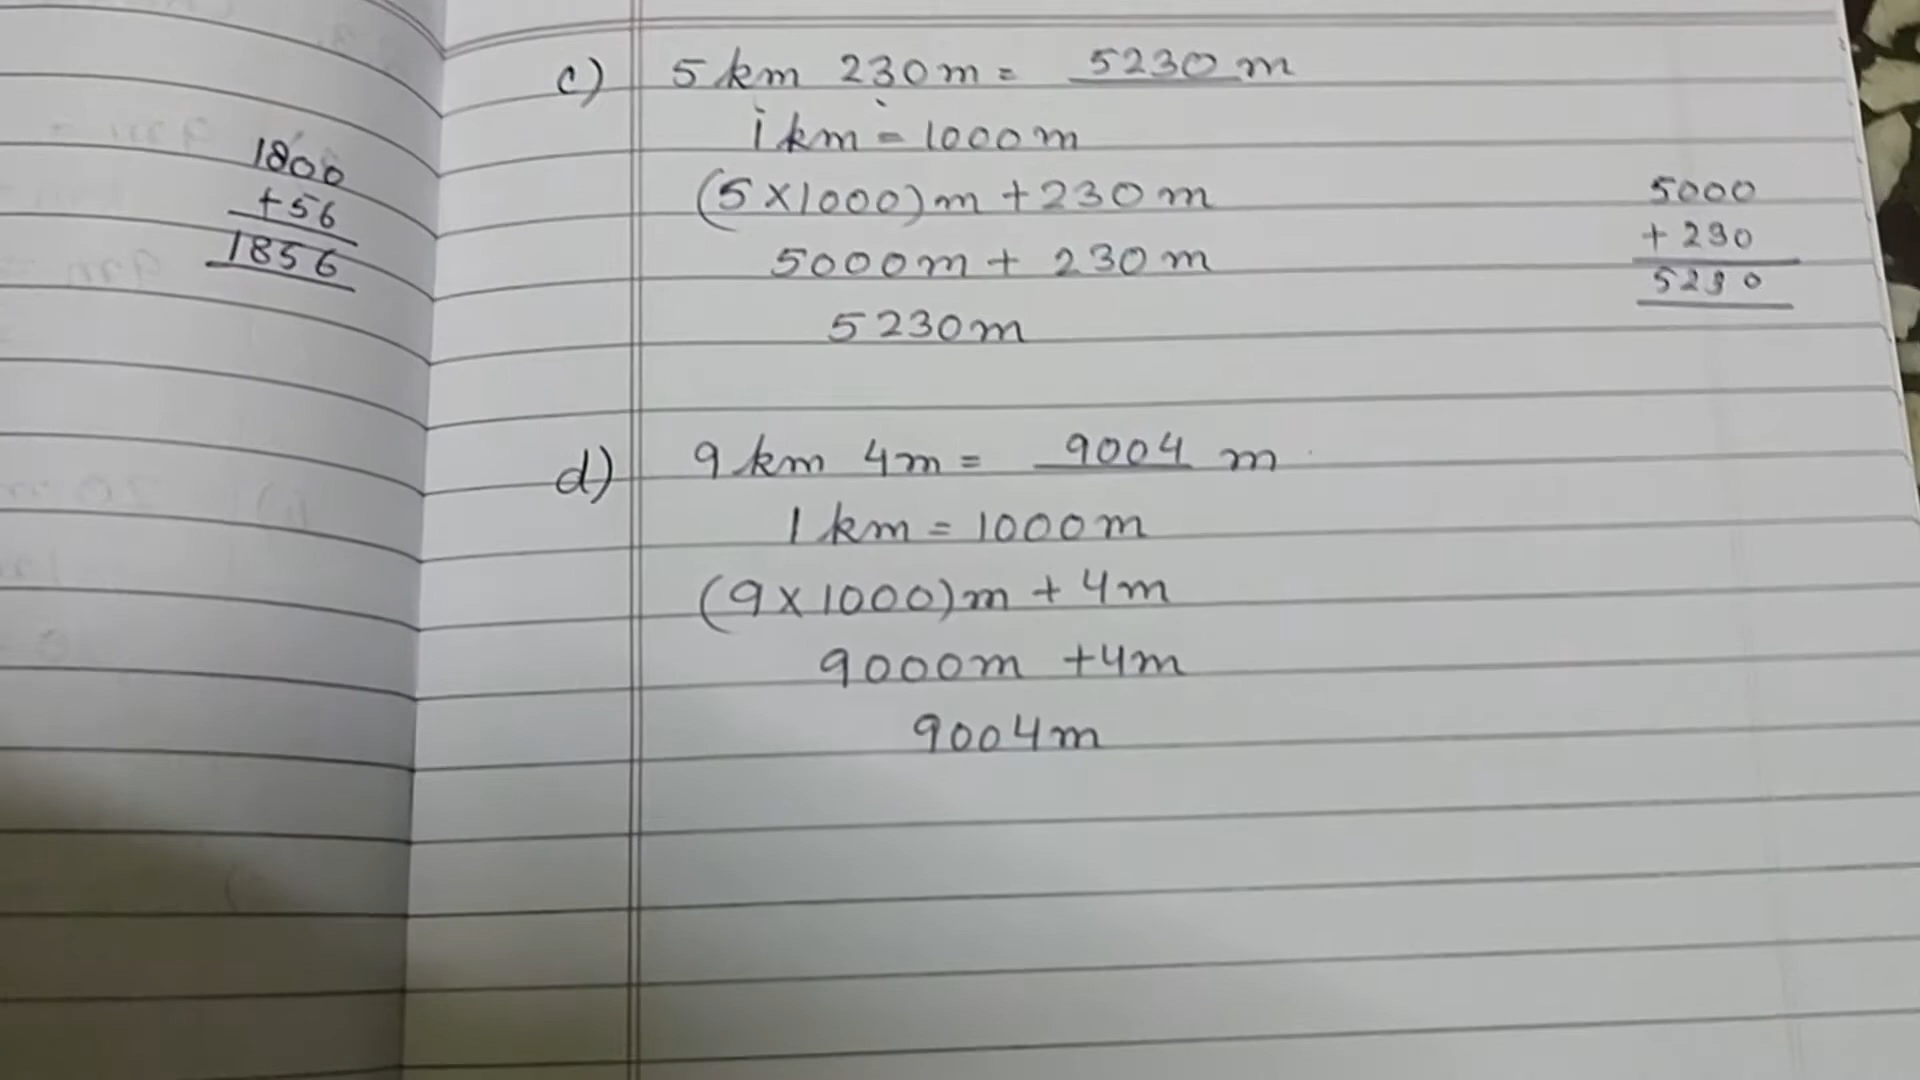 1800
+56
1856
c) 5 km 230 m = 5230 m
1 km = 1000 m
(5×1000) m + 230 m
5000 m + 230 m
5230 m
5000
+ 230
5230
d) 9 km 4 m = 9004 m
1 km = 1000 m
(9×1000) m + 4 m
9000 m + 4 m
9004 m